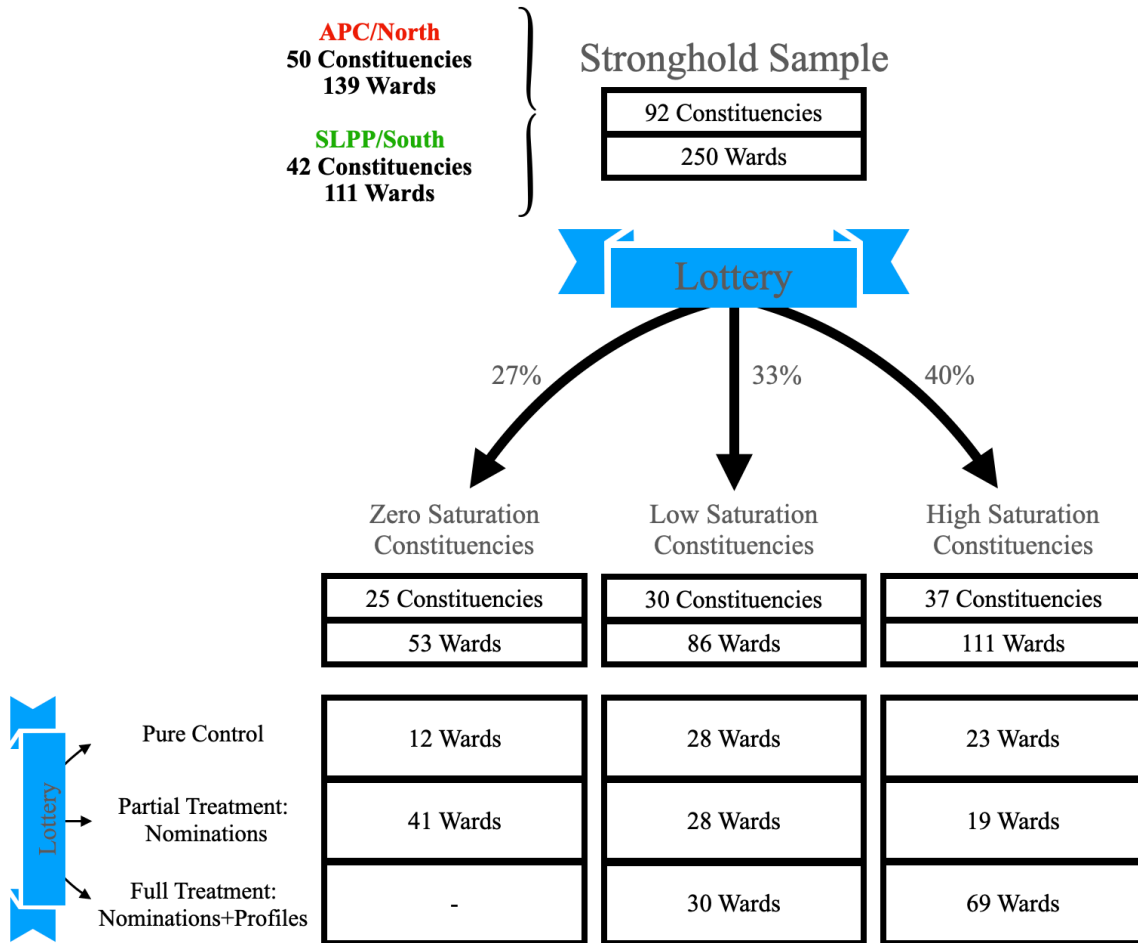 APC/North
50 Constituencies
139 Wards
SLPP/South
42 Constituencies
111 Wards
Stronghold Sample
92 Constituencies
250 Wards
Lottery
27%
33%
40%
Zero Saturation
Constituencies
Low Saturation
Constituencies
High Saturation
Constituencies
25 Constituencies
30 Constituencies
37 Constituencies
53 Wards
86 Wards
111 Wards
Lottery
Pure Control
12 Wards
28 Wards
23 Wards
Partial Treatment:
Nominations
41 Wards
28 Wards
19 Wards
Full Treatment:
Nominations+Profiles
-
30 Wards
69 Wards